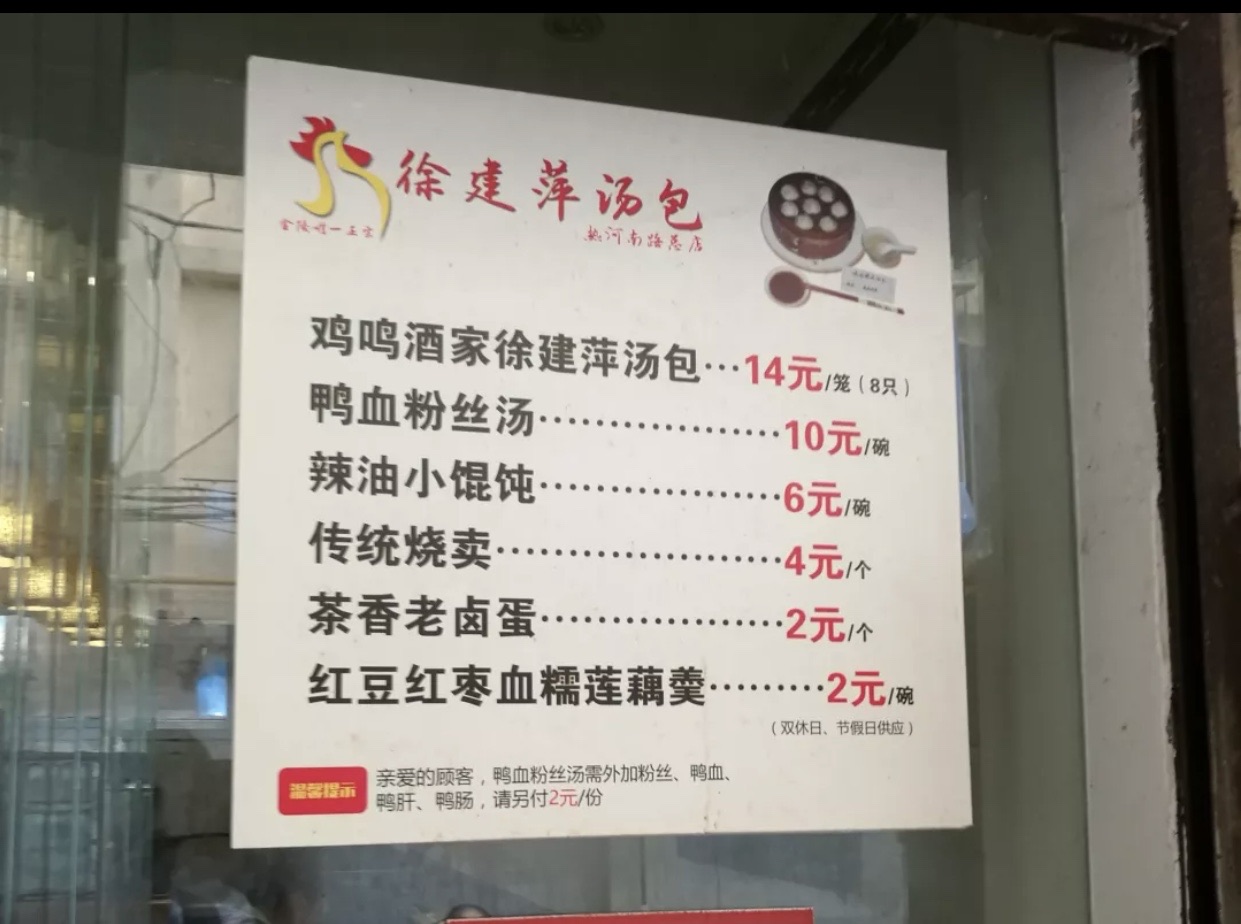 徐建萍汤包
热河南路总店
鸡鸣酒家徐建萍汤包···14元/笼（8只）
鸭血粉丝汤·················10元/碗
辣油小馄饨·················6元/碗
传统烧卖····················4元/个
茶香老卤蛋·················2元/个
红豆红枣血糯莲藕羹·········2元/碗
（双休日、节假日供应）
温馨提示
亲爱的顾客，鸭血粉丝汤需外加粉丝、鸭血、
鸭肝、鸭肠，请另付2元/份